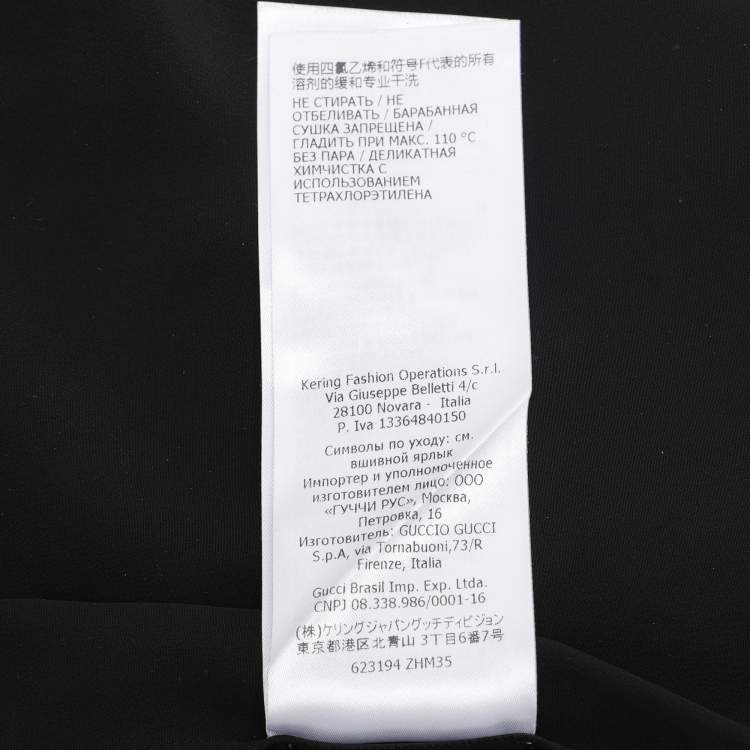 使用四氯乙烯和符号F代表的所有
溶剂的缓和专业干洗
НЕ СТИРАТЬ / НЕ
ОТБЕЛИВАТЬ / БАРАБАННАЯ
СУШКА ЗАПРЕЩЕНА /
ГЛАДИТЬ ПРИ МАКС. 110 °C
БЕЗ ПАРА / ДЕЛИКАТНАЯ
ХИМЧИСТКА С
ИСПОЛЬЗОВАНИЕМ
ТЕТРАХЛОРЭТИЛЕНА
Kering Fashion Operations S.r.l.
Via Giuseppe Belletti 4/c
28100 Novara - Italia
P. Iva 13364840150
Символы по уходу: см.
вшивной ярлык
Импортер и уполномоченное
изготовителем лицо: ООО
«ГУЧЧИ РУС», Москва,
Петровка, 16
Изготовитель: GUCCIO GUCCI
S.p.A, via Tornabuoni,73/R
Firenze, Italia
Gucci Brasil Imp. Exp. Ltda.
CNPJ 08.338.986/0001-16
(株)ケリングジャパングッチディビジョン
東京都港区北青山 3丁目6番7号
623194 ZHM35